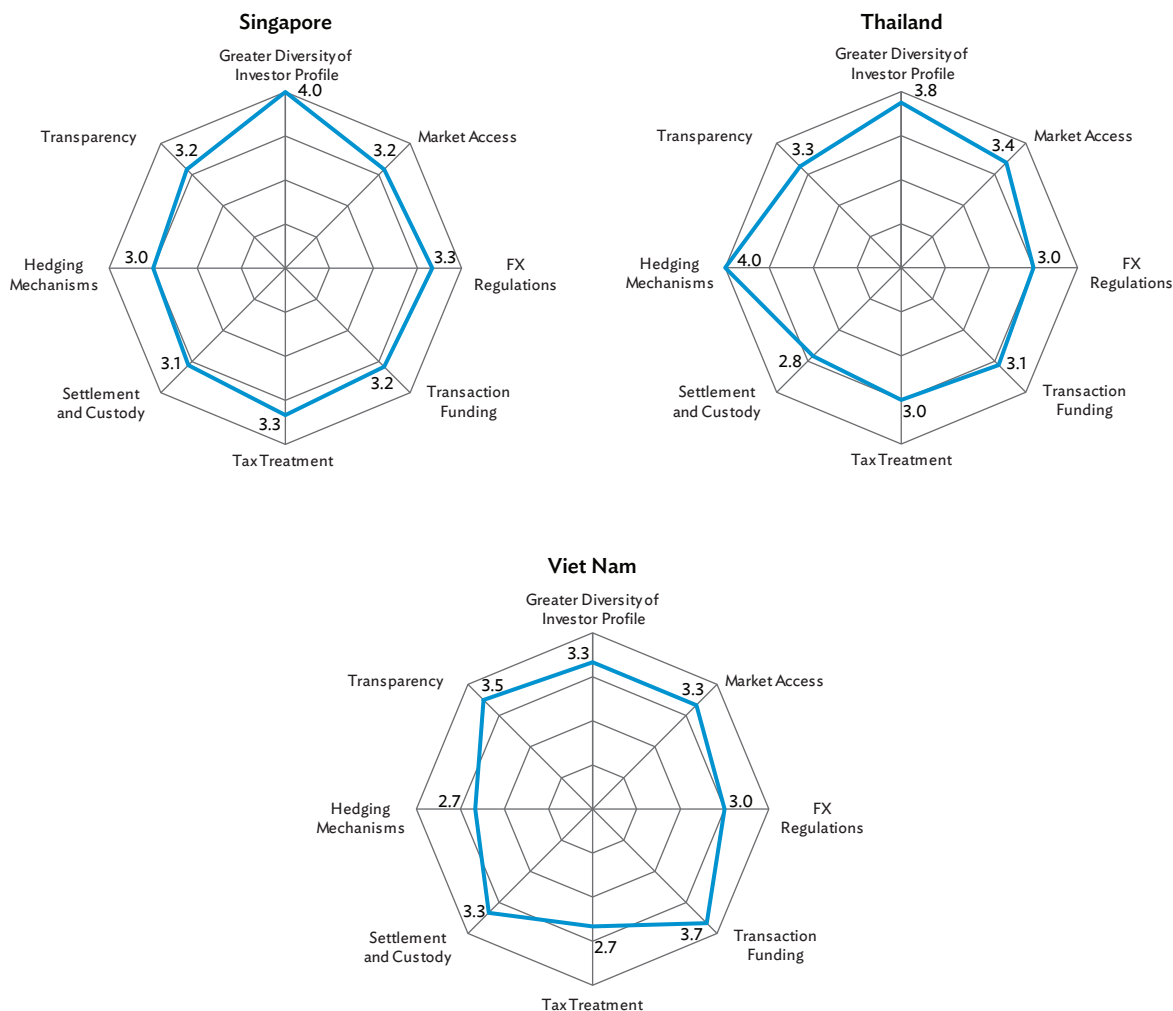 Singapore
Greater Diversity of
Investor Profile
4.0
Transparency
3.2
3.2
Market Access
Hedging
Mechanisms
3.0
3.3
FX
Regulations
Settlement
and Custody
3.1
3.2
Transaction
Funding
3.3
Tax Treatment
Thailand
Greater Diversity of
Investor Profile
3.8
Transparency
3.3
3.4
Market Access
Hedging
Mechanisms
4.0
3.0
FX
Regulations
Settlement
and Custody
2.8
3.1
Transaction
Funding
3.0
Tax Treatment
Viet Nam
Greater Diversity of
Investor Profile
3.3
Transparency
3.5
3.3
Market Access
Hedging
Mechanisms
2.7
3.0
FX
Regulations
Settlement
and Custody
3.3
3.7
Transaction
Funding
2.7
Tax Treatment